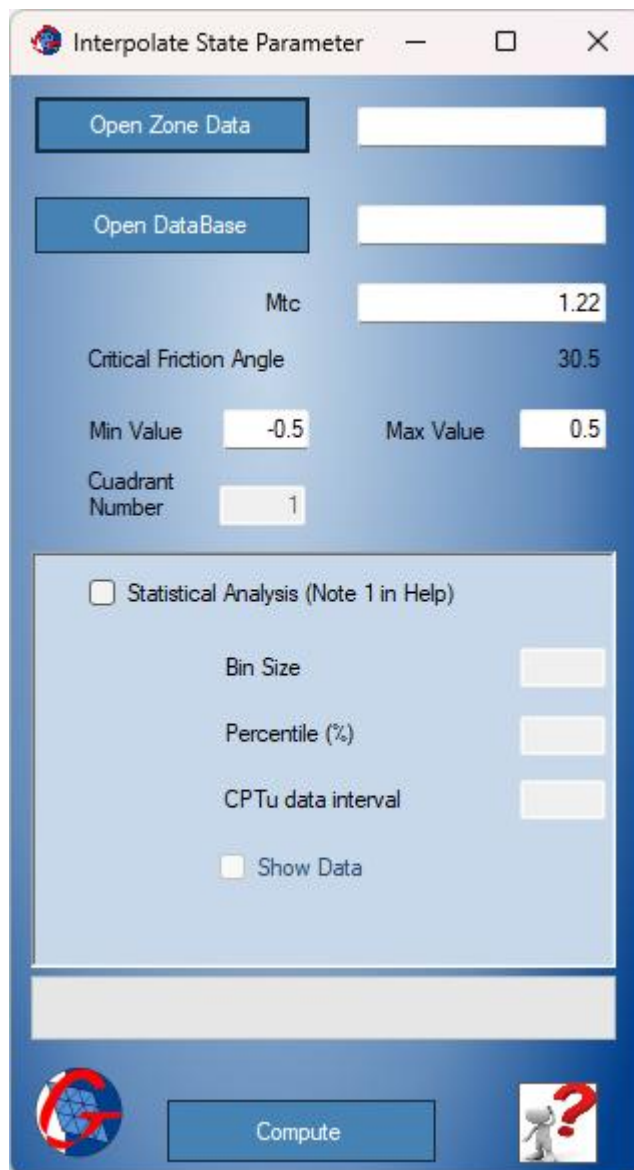 Interpolate State Parameter
Open Zone Data
Open DataBase
Mtc 1.22
Critical Friction Angle 30.5
Min Value -0.5 Max Value 0.5
Cuadrant
Number 1
Statistical Analysis (Note 1 in Help)
Bin Size
Percentile (%)
CPTu data interval
Show Data
G ?
Compute